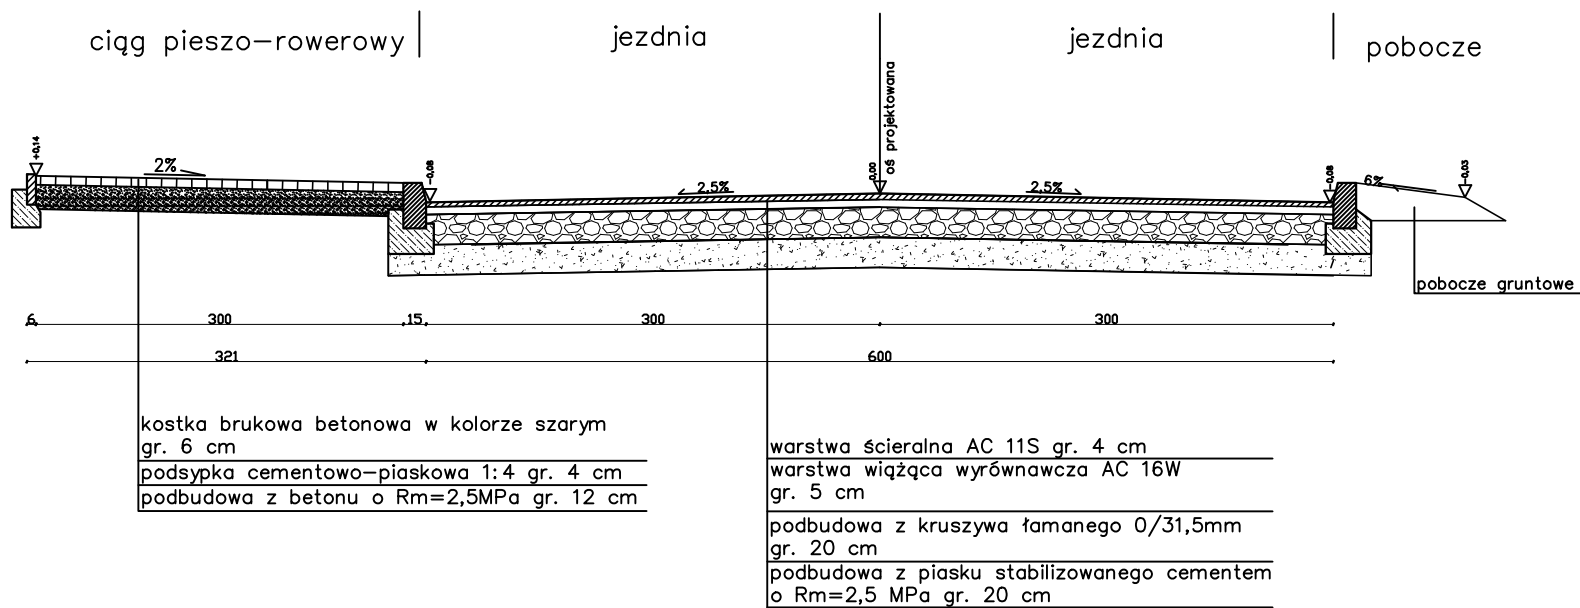 ciąg pieszo-rowerowy
jezdnia
jezdnia
pobocze
oś projektowana
+0,14
2%
-0,08
2.5%
-0,00
2.5%
-0,08
6%
-0,03
pobocze gruntowe
6 300 15 300 300
321 600
kostka brukowa betonowa w kolorze szarym
gr. 6 cm
podsypka cementowo-piaskowa 1:4 gr. 4 cm
podbudowa z betonu o Rm=2,5MPa gr. 12 cm
warstwa ścieralna AC 11S gr. 4 cm
warstwa wiążąca wyrównawcza AC 16W
gr. 5 cm
podbudowa z kruszywa łamanego 0/31,5mm
gr. 20 cm
podbudowa z piasku stabilizowanego cementem
o Rm=2,5 MPa gr. 20 cm